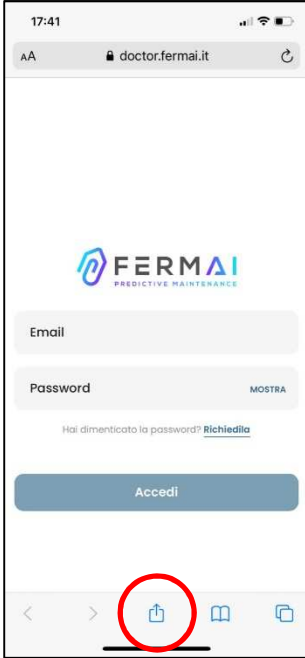 17:41
AA doctor.fermai.it
FERMAI
PREDICTIVE MAINTENANCE
Email
Password MOSTRA
Hai dimenticato la password? Richiedila
Accedi